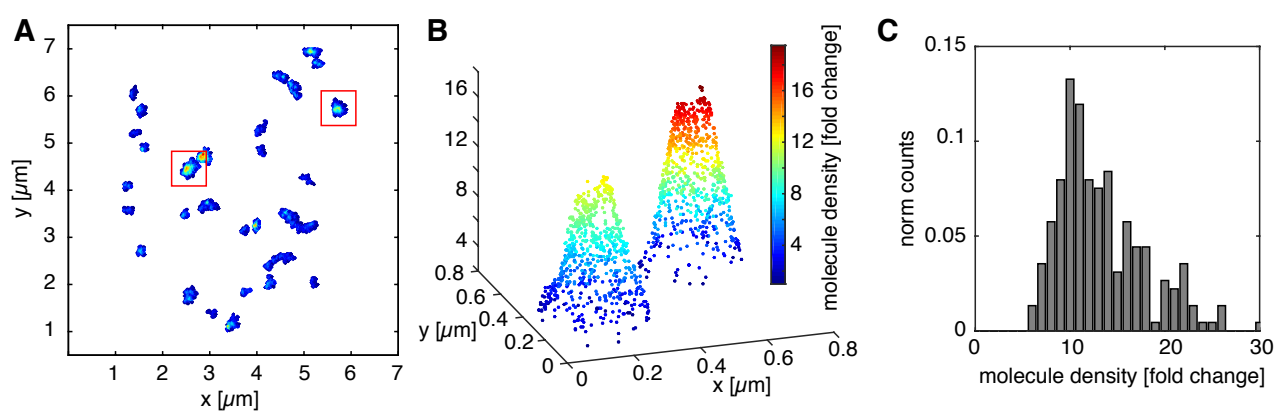 A
y [µm]
7
6
5
4
3
2
1
1 2 3 4 5 6 7
x [µm]
B
16
12
8
4
0.8
0.6
0.4
0.2
0
y [µm]
0 0.2 0.4 0.6 0.8
x [µm]
16
12
8
4
molecule density [fold change]
C
norm counts
0.15
0.1
0.05
0
0 10 20 30
molecule density [fold change]